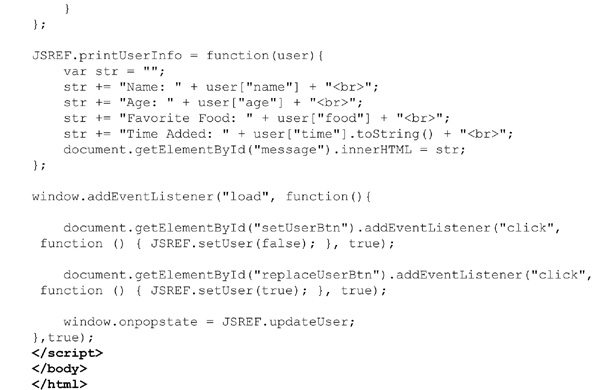 }
};

JSREF.printUserInfo = function(user){
    var str = "";
    str += "Name: " + user["name"] + "<br>";
    str += "Age: " + user["age"] + "<br>";
    str += "Favorite Food: " + user["food"] + "<br>";
    str += "Time Added: " + user["time"].toString() + "<br>";
    document.getElementById("message").innerHTML = str;
};

window.addEventListener("load", function(){

    document.getElementById("setUserBtn").addEventListener("click",
 function () { JSREF.setUser(false); }, true);

    document.getElementById("replaceUserBtn").addEventListener("click",
 function () { JSREF.setUser(true); }, true);

    window.onpopstate = JSREF.updateUser;
},true);
</script>
</body>
</html>